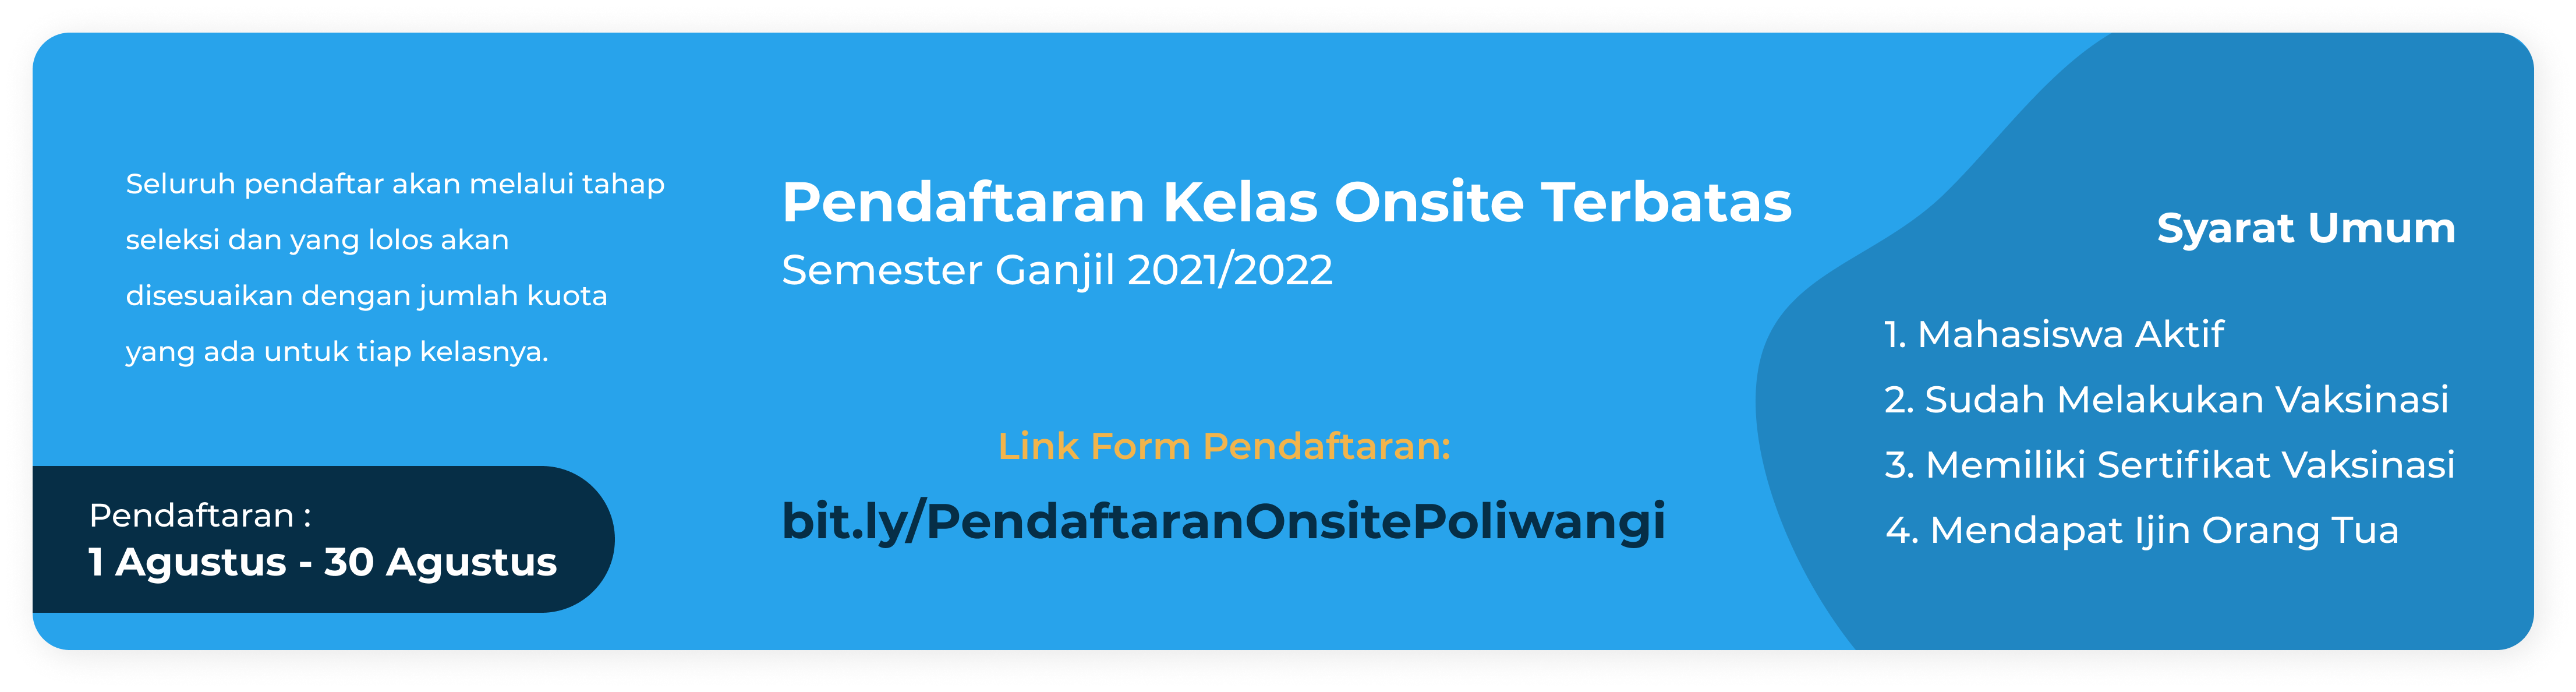 Seluruh pendaftar akan melalui tahap
seleksi dan yang lolos akan
disesuaikan dengan jumlah kuota
yang ada untuk tiap kelasnya.
Pendaftaran :
1 Agustus - 30 Agustus
Pendaftaran Kelas Onsite Terbatas
Semester Ganjil 2021/2022
Link Form Pendaftaran:
bit.ly/PendaftaranOnsitePoliwangi
Syarat Umum
1. Mahasiswa Aktif
2. Sudah Melakukan Vaksinasi
3. Memiliki Sertifikat Vaksinasi
4. Mendapat Ijin Orang Tua